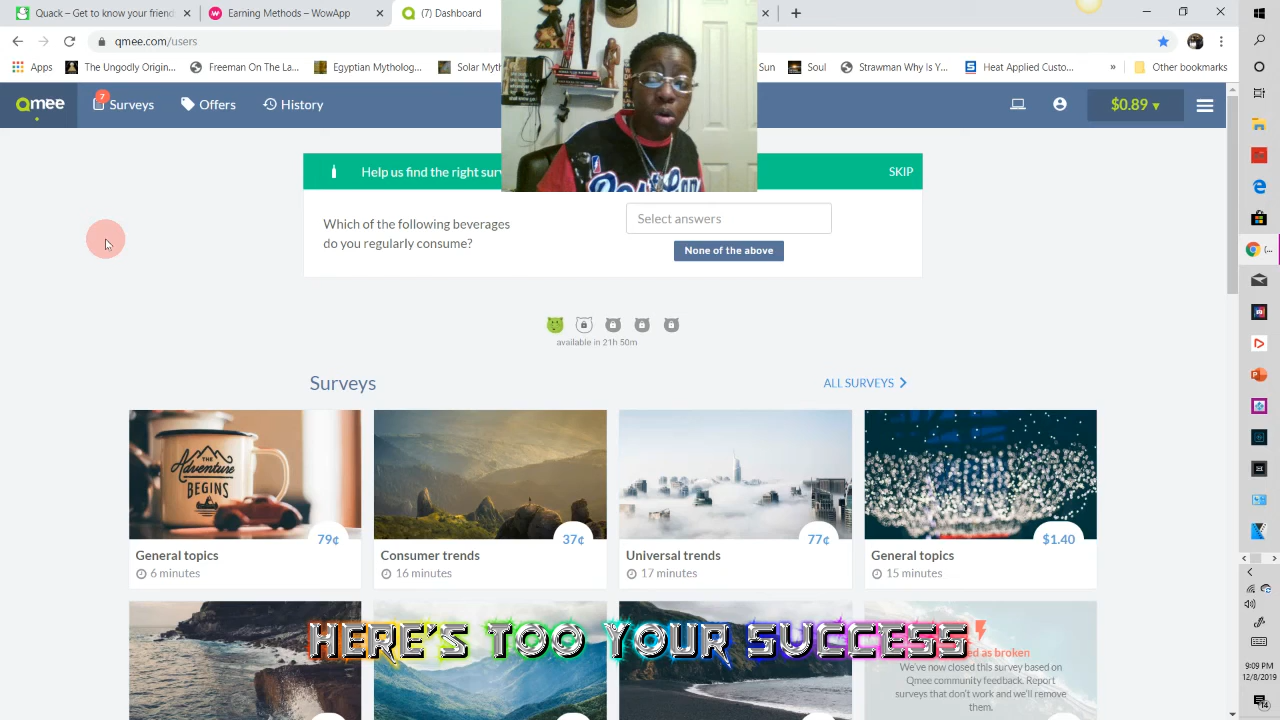 Quack – Get Gre
Earning Methods – WowApp
(7) Dashboard
qmee.com/users
Apps
The Ungody Origin...
Freeman On The La...
Egyptian Mytholog...
Solar Myth
Sun
Soul
Strawman Why Is Y...
Heat Applied Custo...
»
Other bookmarks
Qmee
7
Surveys
Offers
History
$0.89 ▾
Help us find the right surv
SKIP
Which of the following beverages
do you regularly consume?
Select answers
None of the above
available in 21h 50m
Surveys
ALL SURVEYS
THE
Adventure
BEGINS
79¢
General topics
6 minutes
37¢
Consumer trends
16 minutes
77¢
Universal trends
17 minutes
$1.40
General topics
15 minutes
HERE'S TOO YOUR SUCCESS
ed as broken
We've now closed this survey based on
Qmee community feedback. Report
surveys that don't work and we'll remove
them.
9:09 PM
12/8/2019